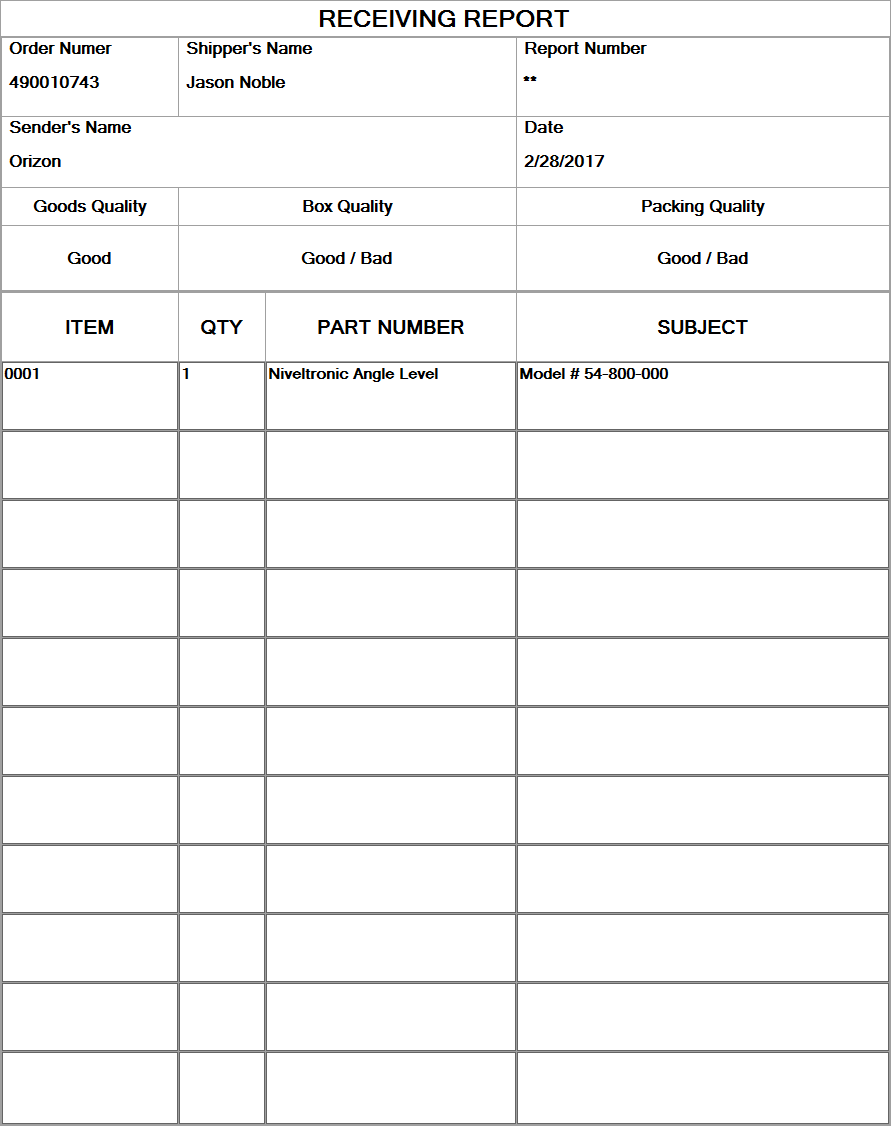 RECEIVING REPORT
Order Numer
490010743
Shipper's Name
Jason Noble
Report Number
**
Sender's Name
Orizon
Date
2/28/2017
Goods Quality Box Quality Packing Quality
Good Good / Bad Good / Bad
ITEM QTY PART NUMBER SUBJECT
0001 1 Niveltronic Angle Level Model # 54-800-000